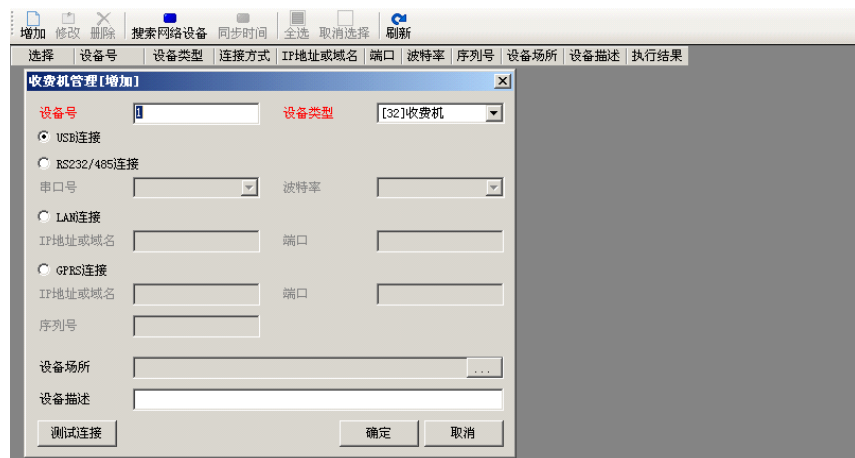 增加 修改 删除 搜索网络设备 同步时间 全选 取消选择 刷新
选择 设备号 设备类型 连接方式 IP地址或域名 端口 波特率 序列号 设备场所 设备描述 执行结果
收费机管理[增加]
设备号 1 设备类型 [32]收费机
USB连接
RS232/485连接
串口号 波特率
LAN连接
IP地址或域名 端口
GPRS连接
IP地址或域名 端口
序列号
设备场所 ...
设备描述
测试连接 确定 取消